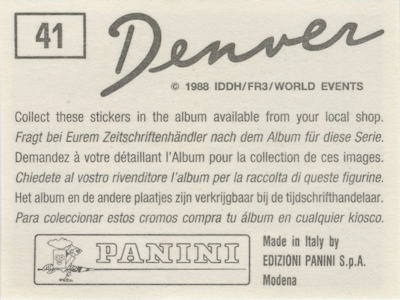 41
Denver
© 1988 IDDH/FR3/WORLD EVENTS
Collect these stickers in the album available from your local shop.
Fragt bei Eurem Zeitschriftenhändler nach dem Album für diese Serie.
Demandez à votre détaillant l'Album pour la collection de ces images.
Chiedete al vostro rivenditore l'album per la raccolta di queste figurine.
Het album en de andere plaatjes zijn verkrijgbaar bij de tijdschrifthandelaar.
Para coleccionar estos cromos compra tu álbum en cualquier kiosco.
PANINI
Made in Italy by
EDIZIONI PANINI S.p.A.
Modena